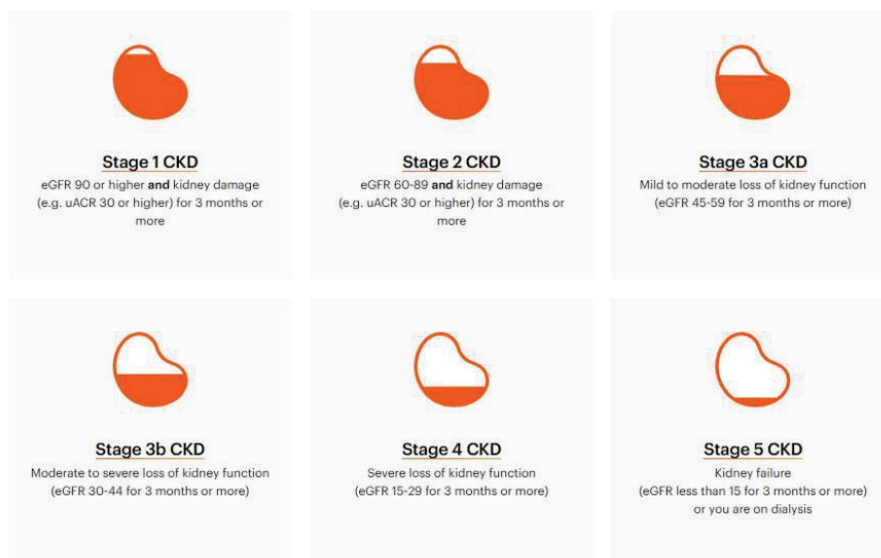 Stage 1 CKD
eGFR 90 or higher and kidney damage
(e.g. uACR 30 or higher) for 3 months or
more
Stage 2 CKD
eGFR 60-89 and kidney damage
(e.g. uACR 30 or higher) for 3 months or
more
Stage 3a CKD
Mild to moderate loss of kidney function
(eGFR 45-59 for 3 months or more)
Stage 3b CKD
Moderate to severe loss of kidney function
(eGFR 30-44 for 3 months or more)
Stage 4 CKD
Severe loss of kidney function
(eGFR 15-29 for 3 months or more)
Stage 5 CKD
Kidney failure
(eGFR less than 15 for 3 months or more)
or you are on dialysis